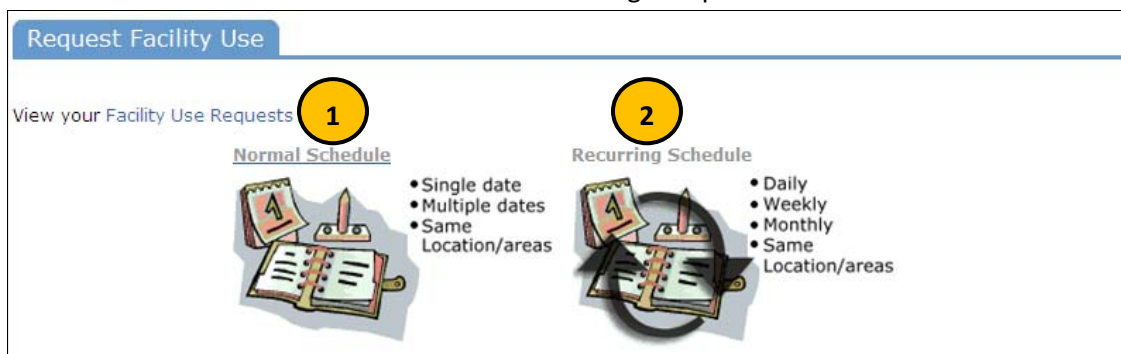 Request Facility Use
View your Facility Use Requests
1
2
Normal Schedule
• Single date
• Multiple dates
• Same
Location/areas
Recurring Schedule
• Daily
• Weekly
• Monthly
• Same
Location/areas